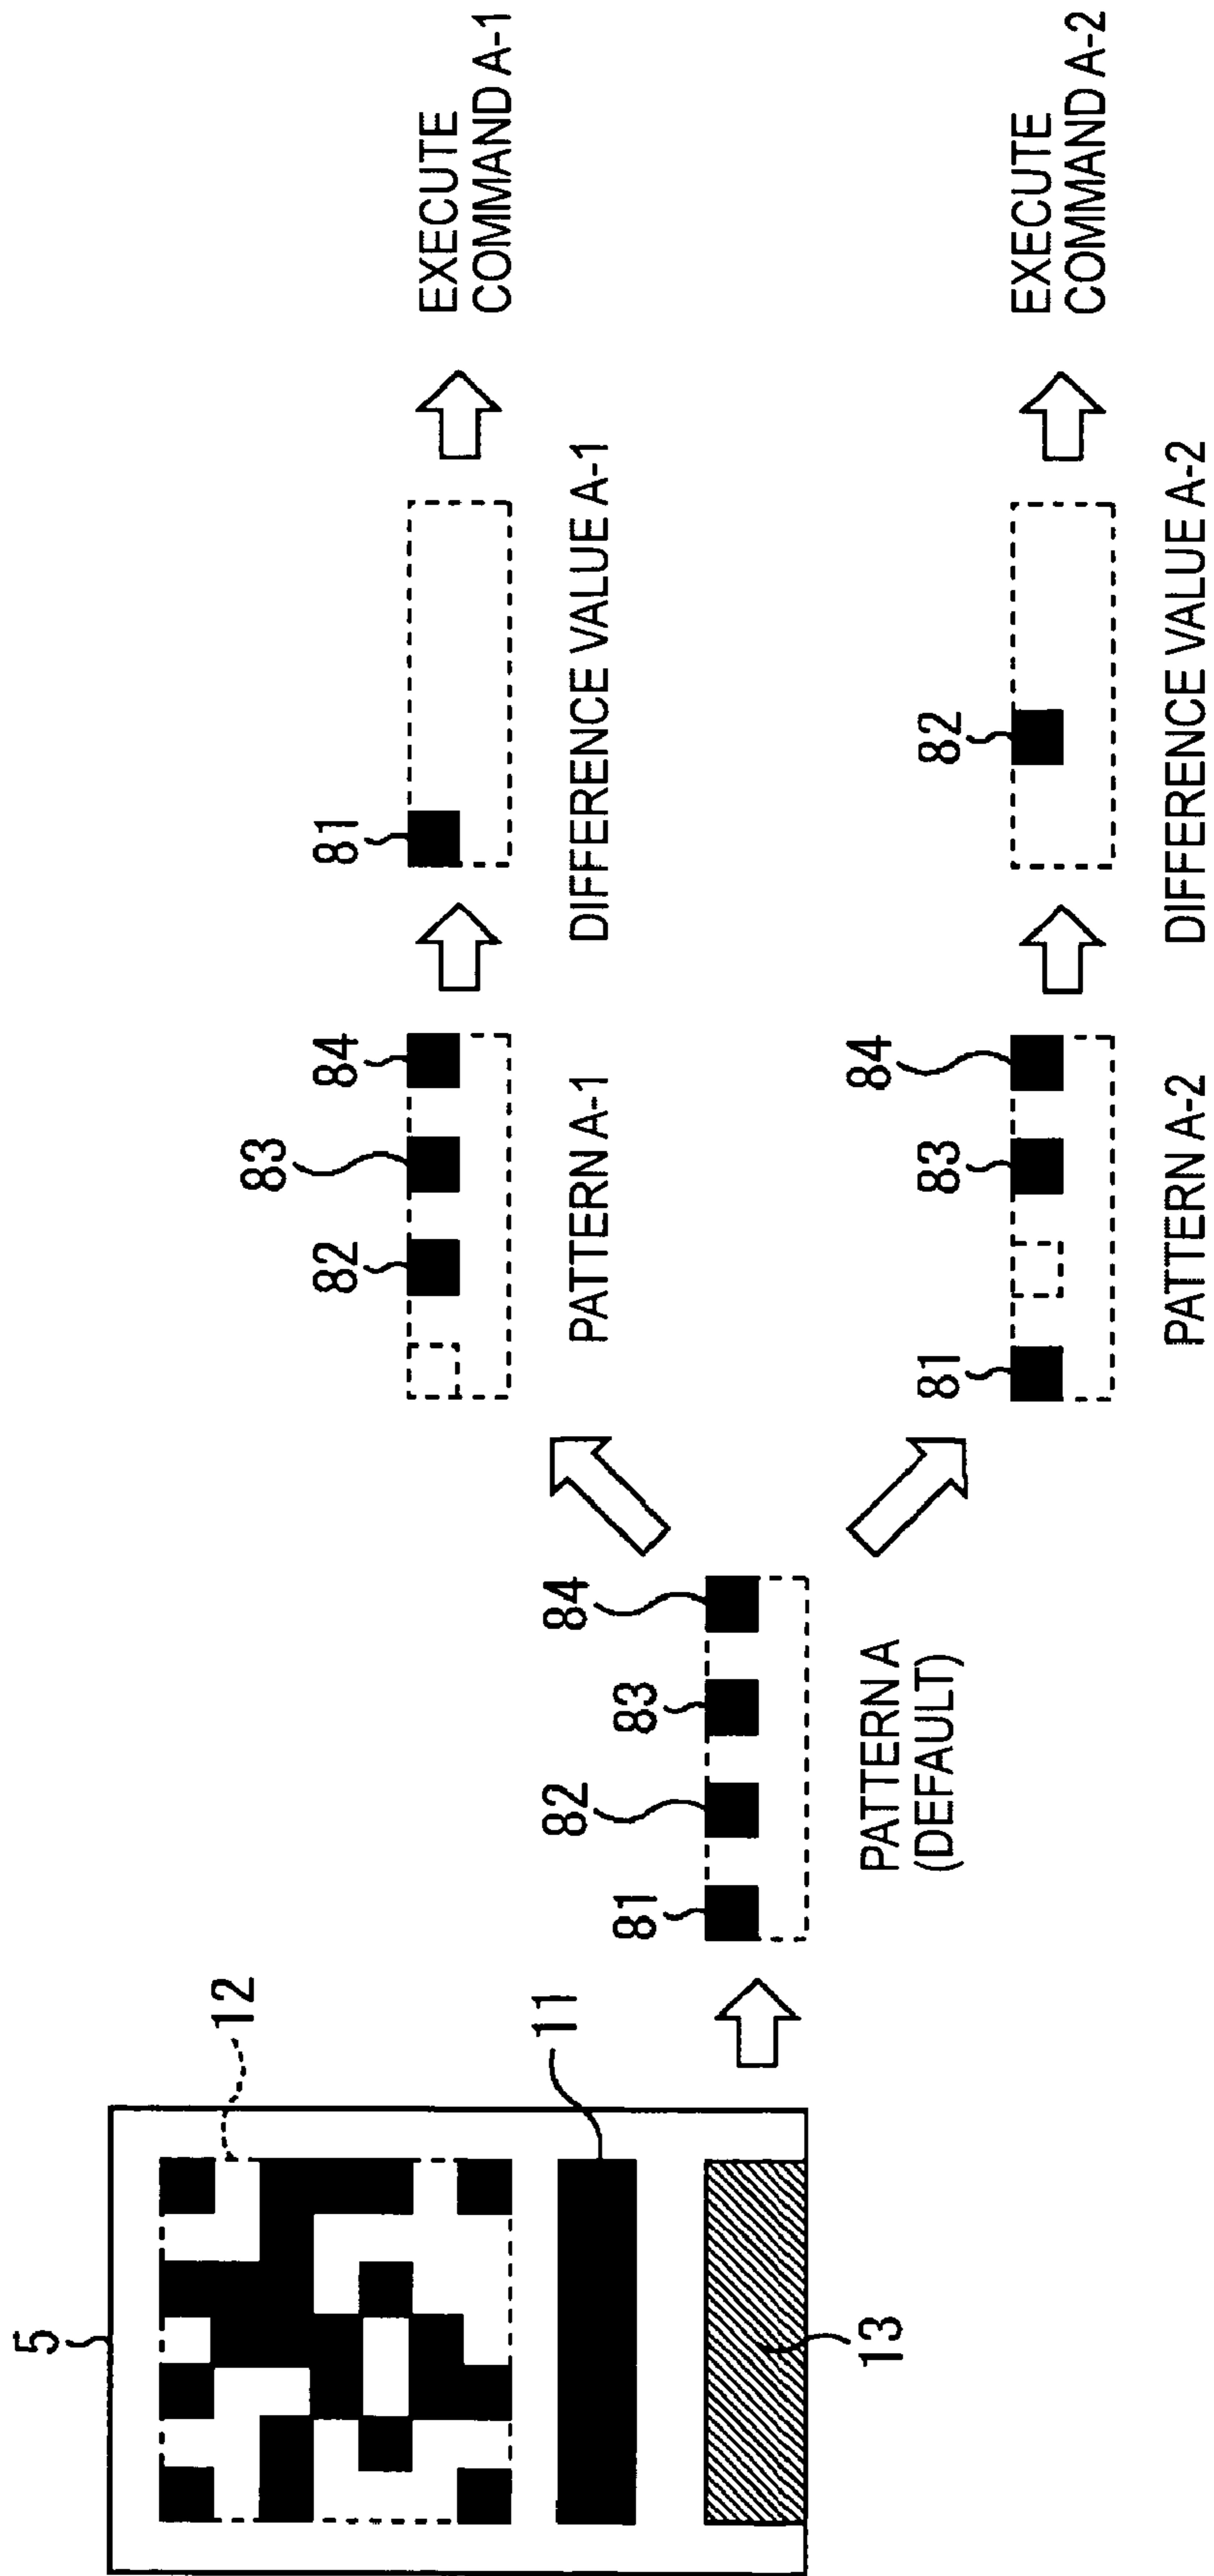 5
12
11
13
81
82
83
84
PATTERN A
(DEFAULT)
82
83
84
PATTERN A-1
81
DIFFERENCE VALUE A-1
EXECUTE
COMMAND A-1
81
83
84
PATTERN A-2
82
DIFFERENCE VALUE A-2
EXECUTE
COMMAND A-2